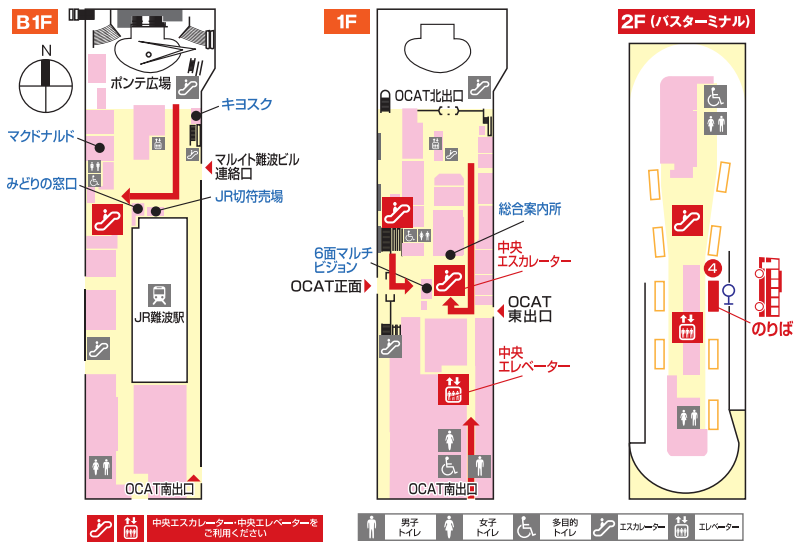 B1F
N
ポンテ広場
キヨスク
マクドナルド
マルイト難波ビル
連絡口
みどりの窓口
JR切符売場
JR難波駅
OCAT南出口
1F
OCAT北出口
総合案内所
6面マルチ
ビジョン
中央
エスカレーター
OCAT正面
OCAT
東出口
中央
エレベーター
OCAT南出口
2F(バスターミナル)
4
のりば
中央エスカレーター・中央エレベーターを
ご利用ください
男子
トイレ
女子
トイレ
多目的
トイレ
エスカレーター
エレベーター